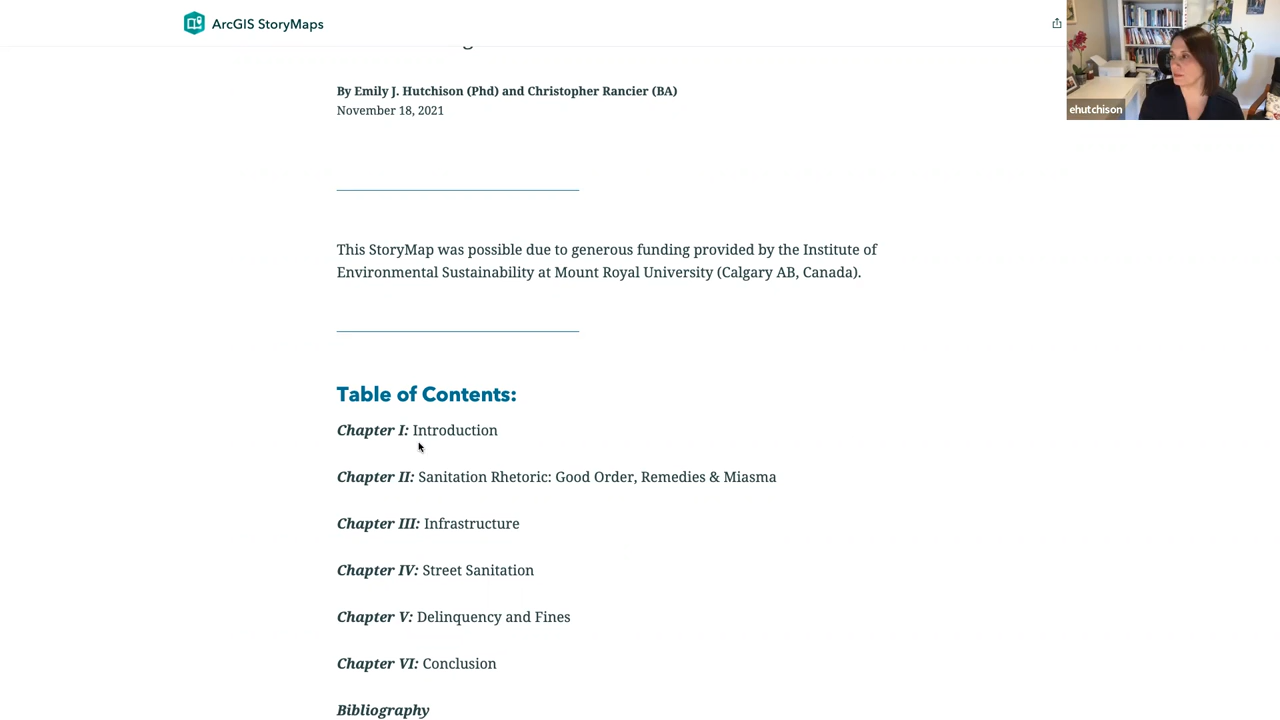 ArcGIS StoryMaps
By Emily J. Hutchison (Phd) and Christopher Rancier (BA)
November 18, 2021
ehutchison
This StoryMap was possible due to generous funding provided by the Institute of
Environmental Sustainability at Mount Royal University (Calgary AB, Canada).
Table of Contents:
Chapter I: Introduction
Chapter II: Sanitation Rhetoric: Good Order, Remedies & Miasma
Chapter III: Infrastructure
Chapter IV: Street Sanitation
Chapter V: Delinquency and Fines
Chapter VI: Conclusion
Bibliography